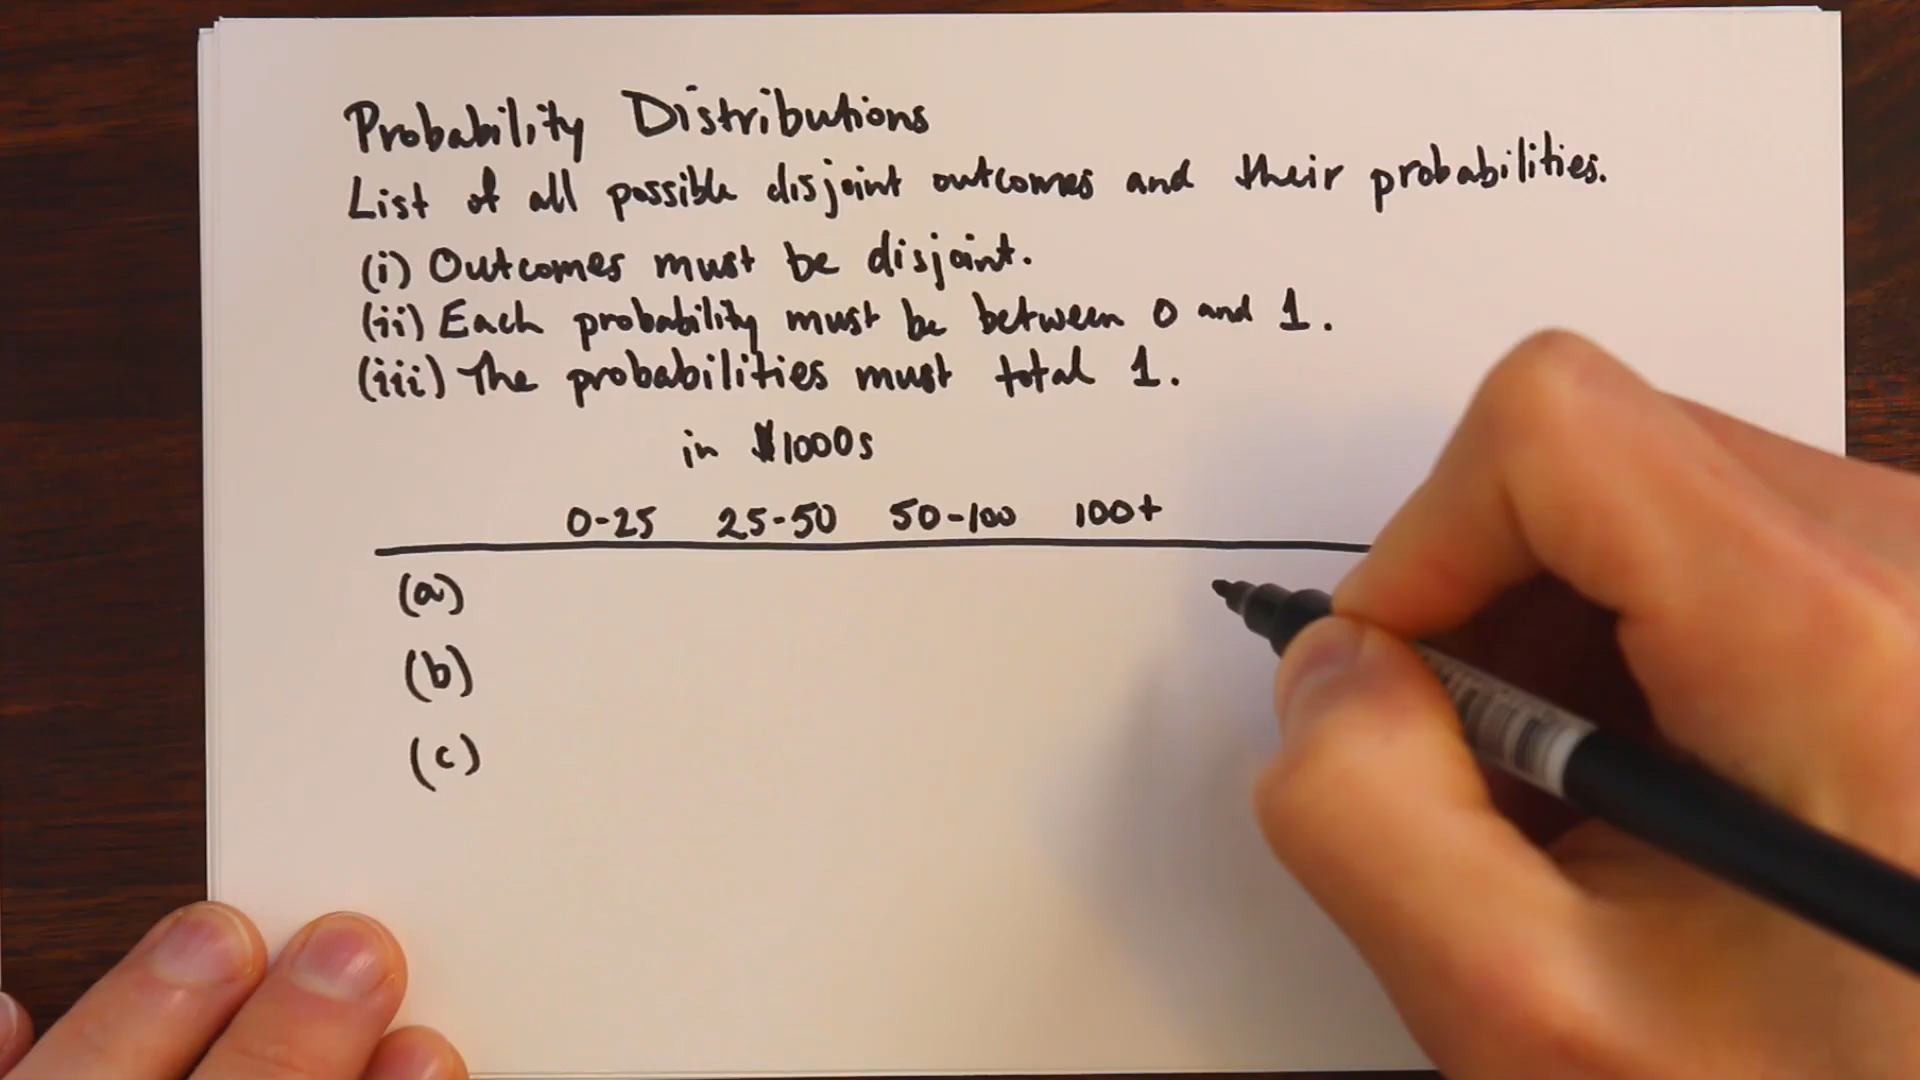 Probability Distributions
List of all possible disjoint outcomes and their probabilities.
(i) Outcomes must be disjoint.
(ii) Each probability must be between 0 and 1.
(iii) The probabilities must total 1.
in $1000s
0-25 25-50 50-100 100+
(a)
(b)
(c)